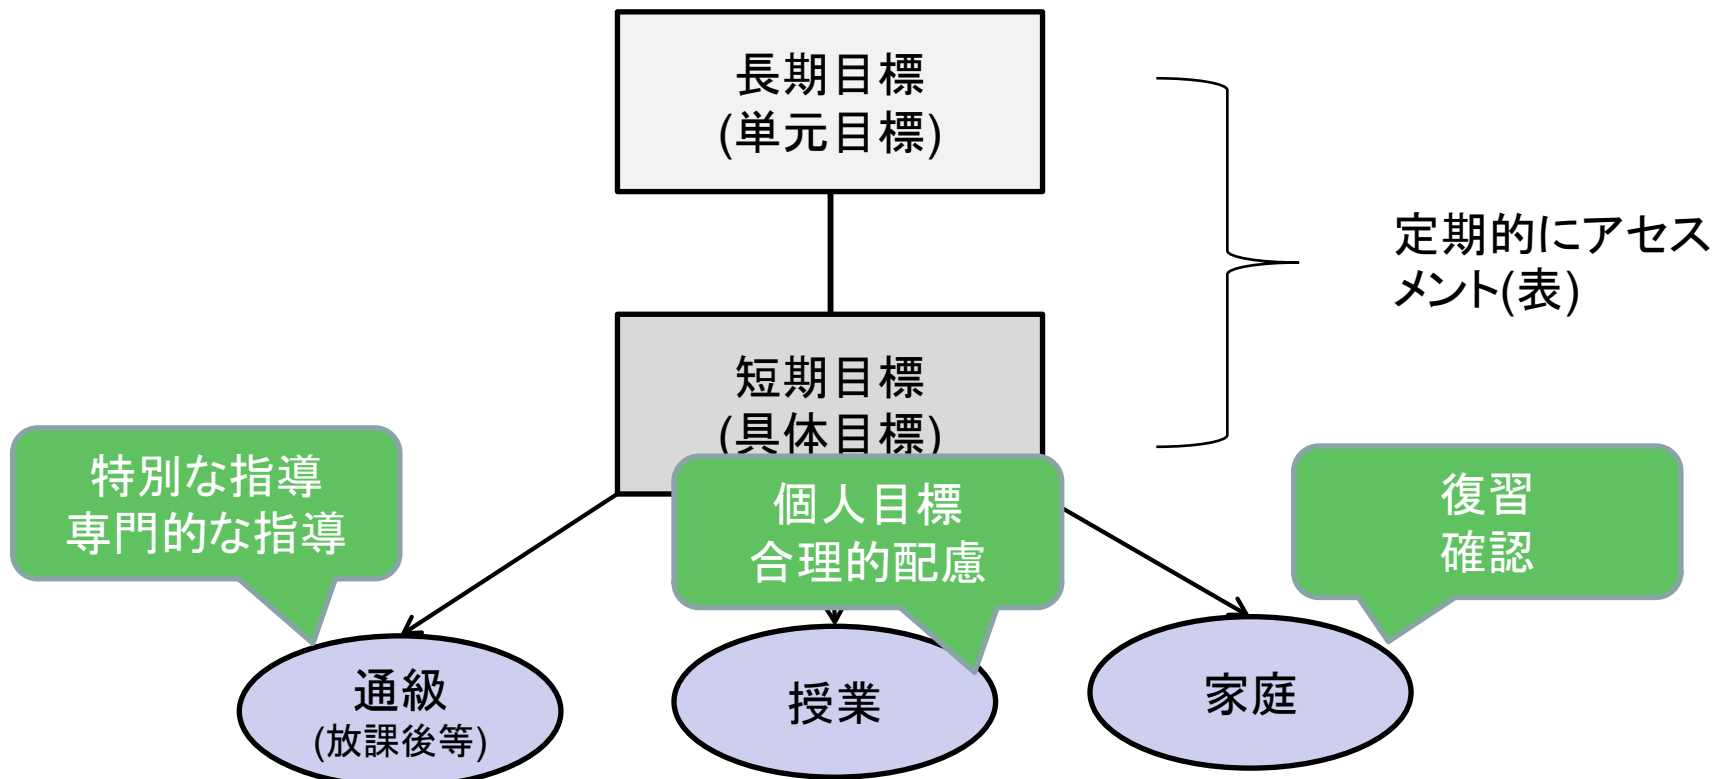 長期目標
(単元目標)
定期的にアセス
メント(表)
短期目標
(具体目標)
特別な指導
専門的な指導
個人目標
合理的配慮
復習
確認
通級
(放課後等)
授業
家庭